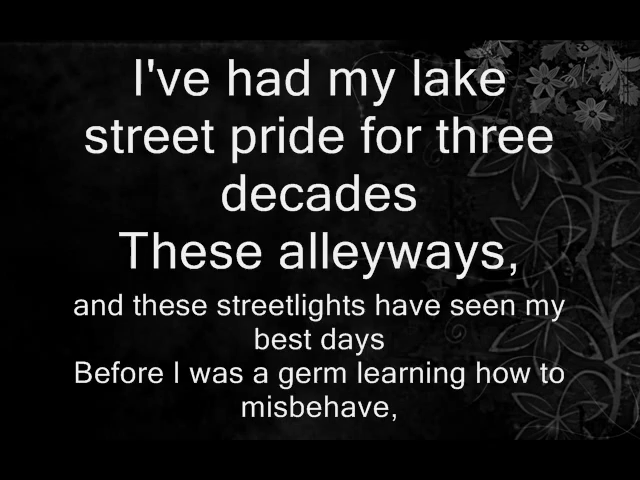 I've had my lake
street pride for three
decades
These alleyways,
and these streetlights have seen my
best days
Before I was a germ learning how to
misbehave,